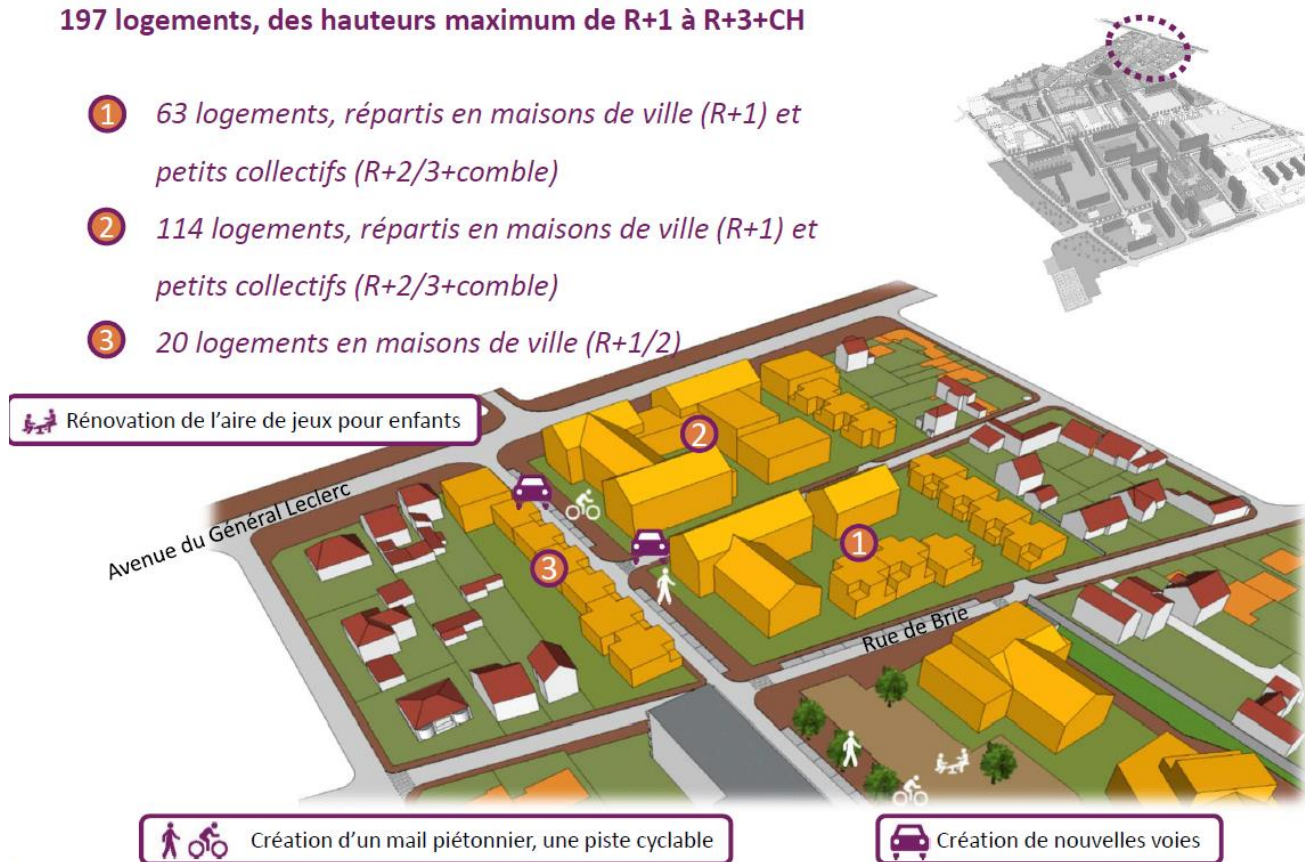 197 logements, des hauteurs maximum de R+1 à R+3+CH
1 63 logements, répartis en maisons de ville (R+1) et
petits collectifs (R+2/3+comble)
2 114 logements, répartis en maisons de ville (R+1) et
petits collectifs (R+2/3+comble)
3 20 logements en maisons de ville (R+1/2)
Rénovation de l'aire de jeux pour enfants
Avenue du Général Leclerc
2
1
3
Rue de Brie
Création d'un mail piétonnier, une piste cyclable
Création de nouvelles voies